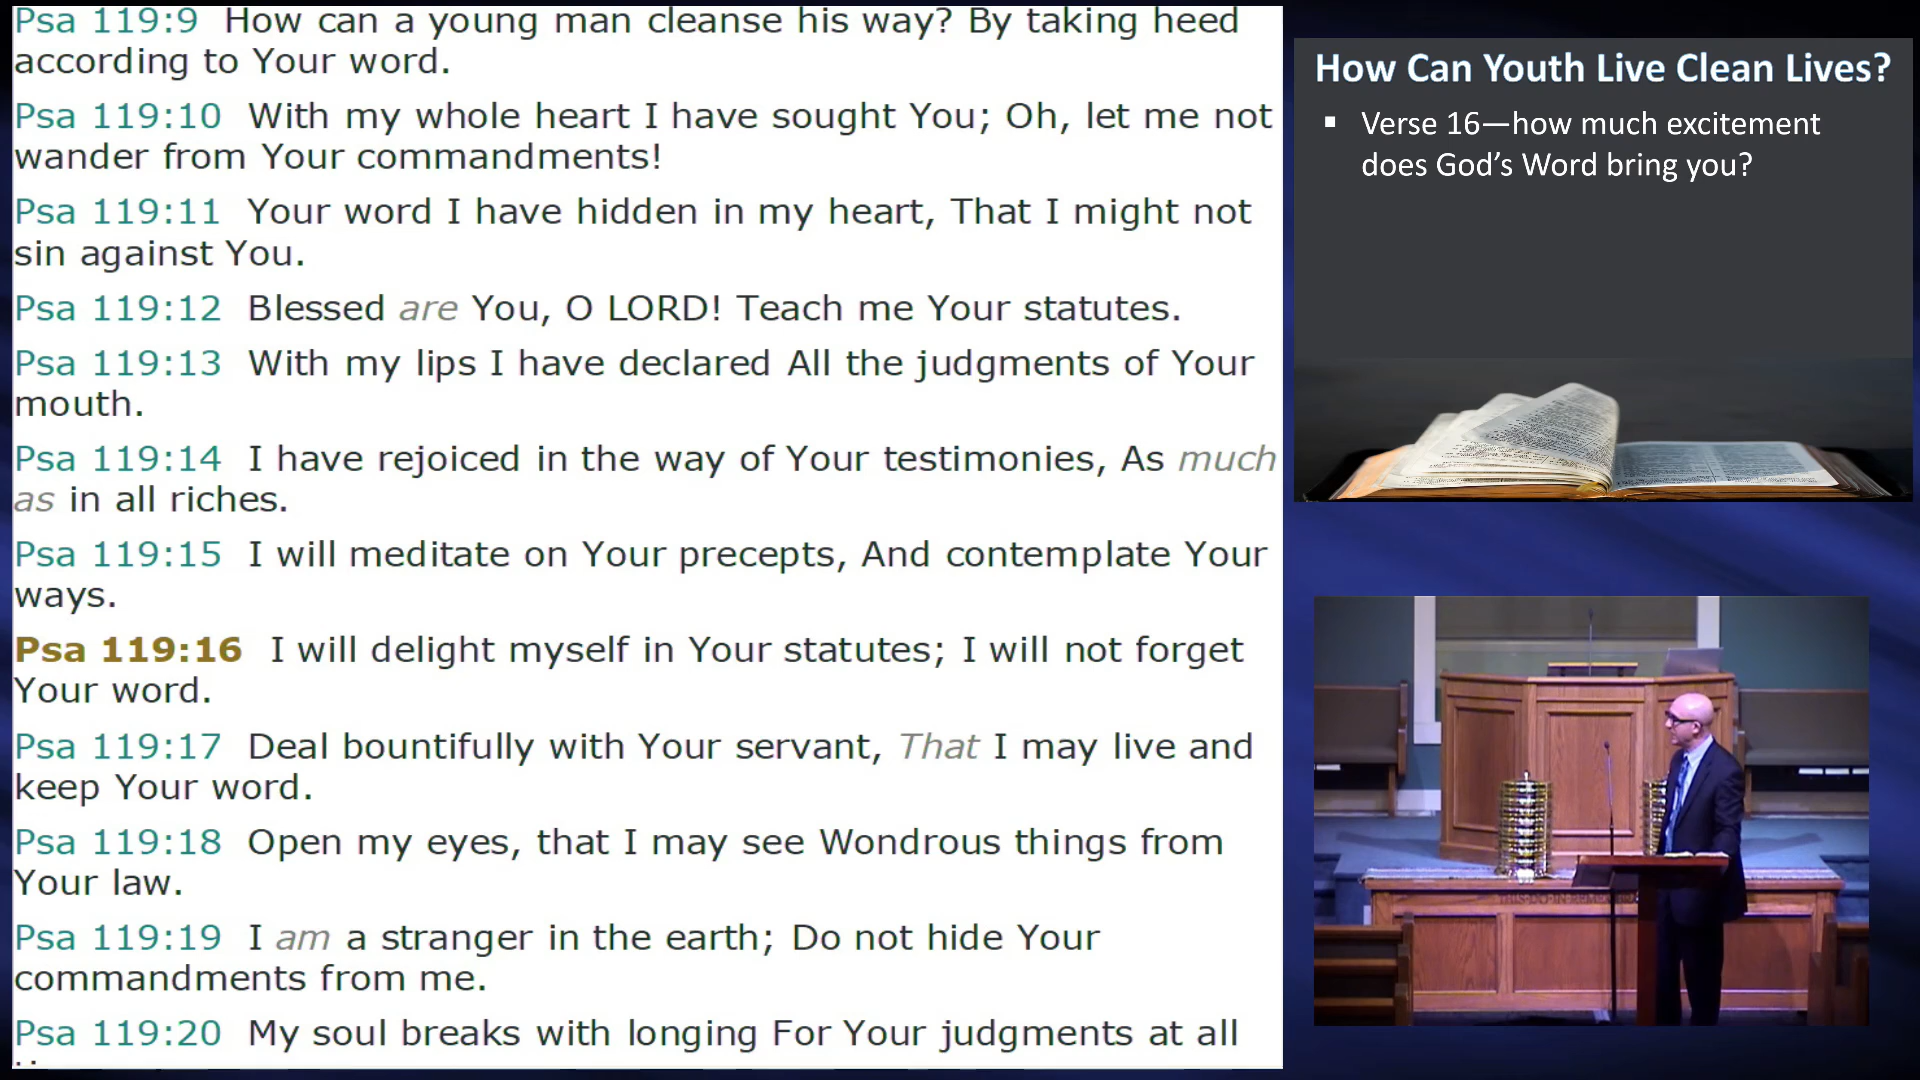 Psa 119:9 How can a young man cleanse his way? By taking heed
according to Your word.
Psa 119:10 With my whole heart I have sought You; Oh, let me not
wander from Your commandments!
Psa 119:11 Your word I have hidden in my heart, That I might not
sin against You.
Psa 119:12 Blessed are You, O LORD! Teach me Your statutes.
Psa 119:13 With my lips I have declared All the judgments of Your
mouth.
Psa 119:14 I have rejoiced in the way of Your testimonies, As much
as in all riches.
Psa 119:15 I will meditate on Your precepts, And contemplate Your
ways.
Psa 119:16 I will delight myself in Your statutes; I will not forget
Your word.
Psa 119:17 Deal bountifully with Your servant, That I may live and
keep Your word.
Psa 119:18 Open my eyes, that I may see Wondrous things from
Your law.
Psa 119:19 I am a stranger in the earth; Do not hide Your
commandments from me.
Psa 119:20 My soul breaks with longing For Your judgments at all
How Can Youth Live Clean Lives?
▪ Verse 16—how much excitement
does God's Word bring you?
THIS DO IN